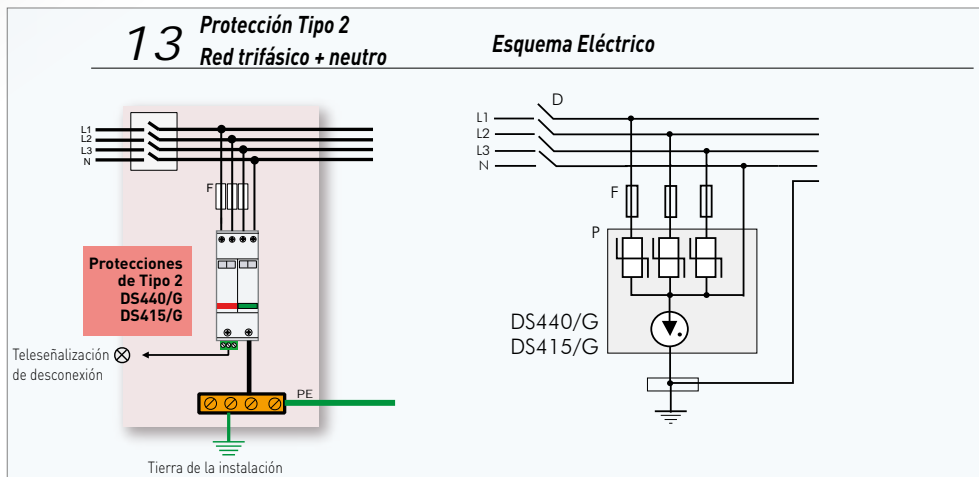 13
Protección Tipo 2
Red trifásico + neutro
Esquema Eléctrico
L1
L2
L3
N
F
Protecciones
de Tipo 2
DS440/G
DS415/G
Teleseñalización
de desconexión
PE
Tierra de la instalación
D
L1
L2
L3
N
F
P
DS440/G
DS415/G